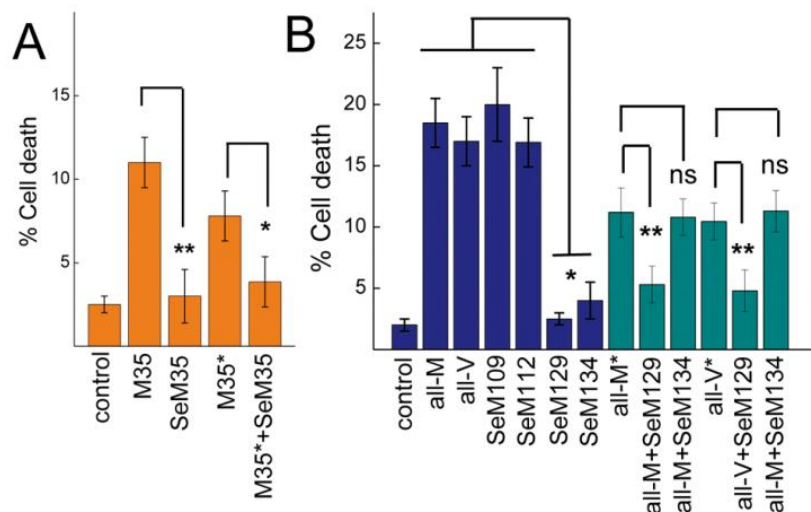 A
% Cell death
15
10
5
**
*
control
M35
SeM35
M35*
M35*+SeM35
B
% Cell death
25
20
15
10
5
*
**
ns
**
ns
control
all-M
all-V
SeM109
SeM112
SeM129
SeM134
all-M*
all-M+SeM129
all-M+SeM134
all-V*
all-V+SeM129
all-M+SeM134